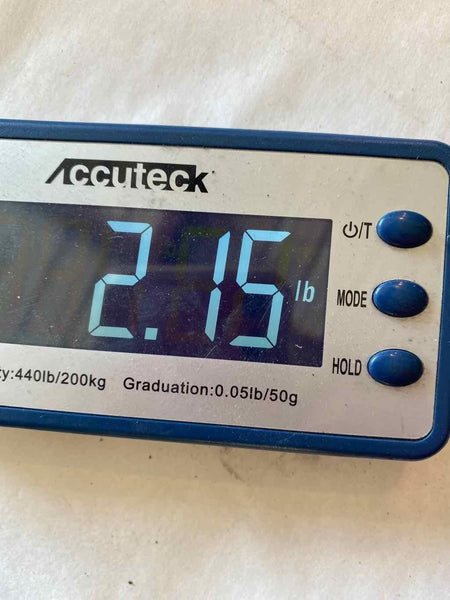 Accuteck
⏻/T
2.15 lb
MODE
HOLD
ty:440lb/200kg Graduation:0.05lb/50g